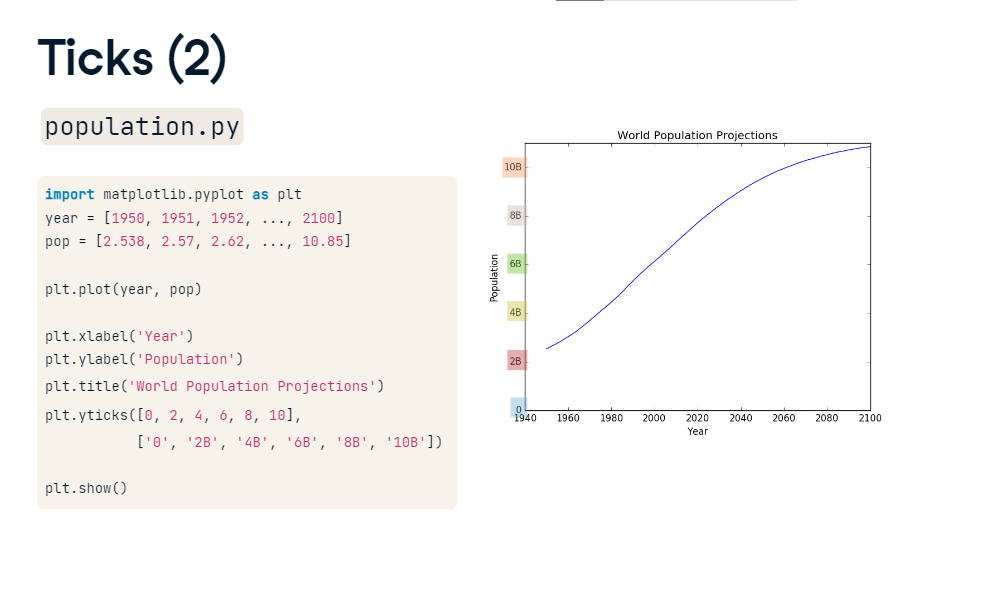 Ticks (2)
population.py
import matplotlib.pyplot as plt
year = [1950, 1951, 1952, ..., 2100]
pop = [2.538, 2.57, 2.62, ..., 10.85]
plt.plot(year, pop)
plt.xlabel('Year')
plt.ylabel('Population')
plt.title('World Population Projections')
plt.yticks([0, 2, 4, 6, 8, 10],
['0', '2B', '4B', '6B', '8B', '10B'])
plt.show()
World Population Projections
Population
10B
8B
6B
4B
2B
0
1940 1960 1980 2000 2020 2040 2060 2080 2100
Year